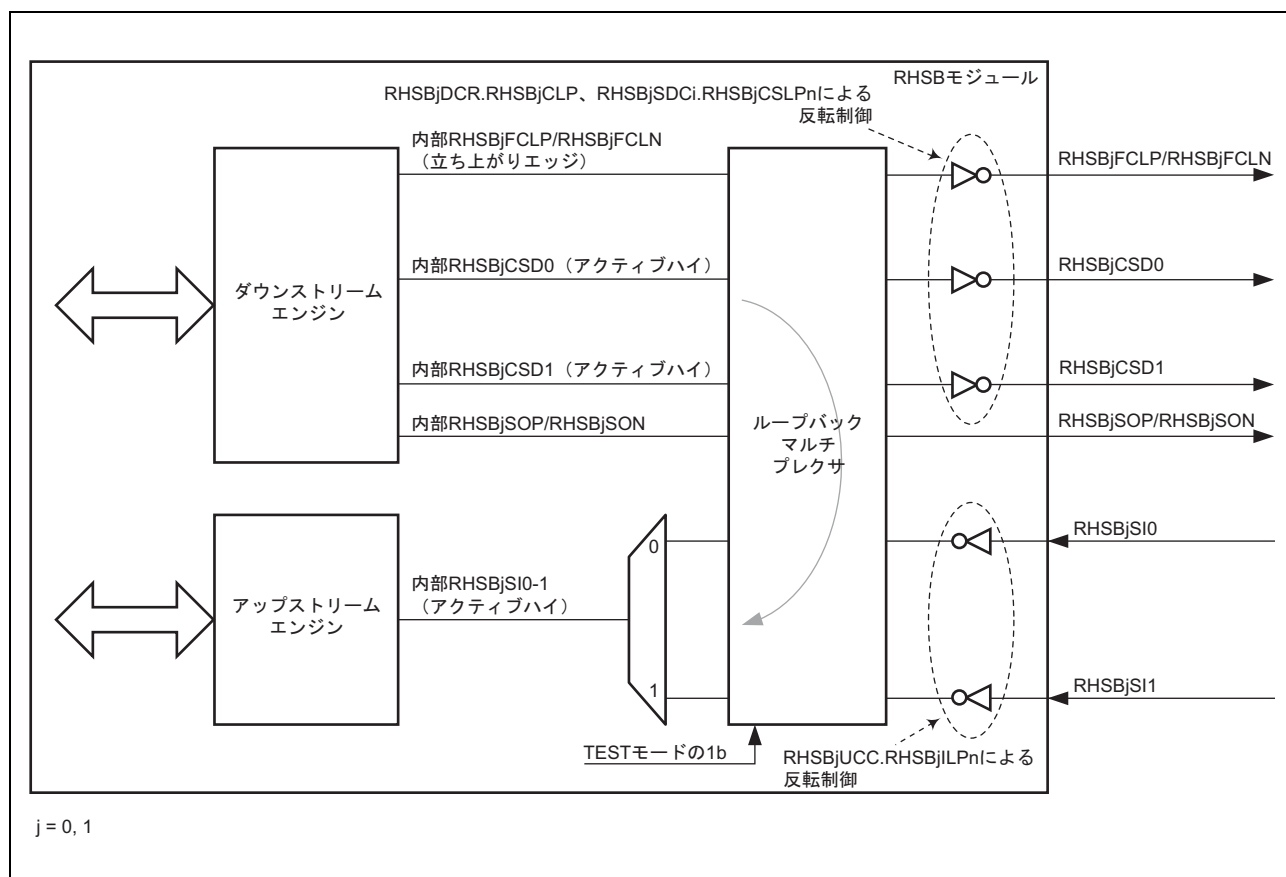 RHSBモジュール
RHSBjDCR.RHSBjCLP、RHSBjSDCi.RHSBjCSLPnによる
反転制御
内部RHSBjFCLP/RHSBjFCLN
（立ち上がりエッジ）
RHSBjFCLP/RHSBjFCLN
内部RHSBjCSD0（アクティブハイ）
RHSBjCSD0
ダウンストリーム
エンジン
内部RHSBjCSD1（アクティブハイ）
RHSBjCSD1
内部RHSBjSOP/RHSBjSON
RHSBjSOP/RHSBjSON
ループバック
マルチ
プレクサ
0
RHSBjSI0
内部RHSBjSI0-1
（アクティブハイ）
アップストリーム
エンジン
1
RHSBjSI1
TESTモードの1b
RHSBjUCC.RHSBjILPnによる
反転制御
j = 0, 1